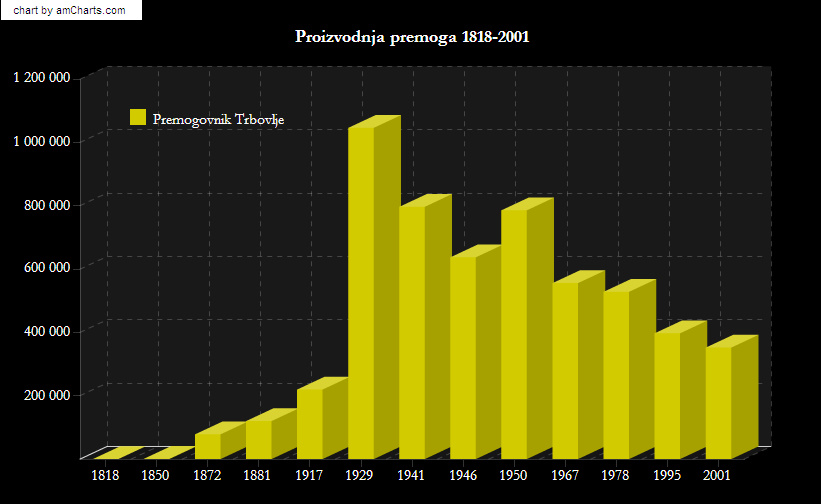 chart by amCharts.com
Proizvodnja premoga 1818-2001
1 200 000
Premogovnik Trbovlje
1 000 000
800 000
600 000
400 000
200 000
1818 1850 1872 1881 1917 1929 1941 1946 1950 1967 1978 1995 2001